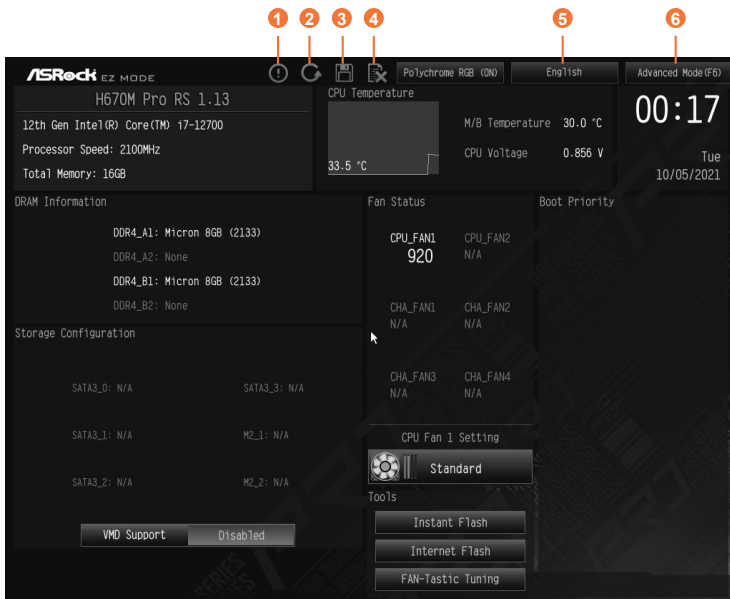 1 2 3 4 5 6
ASRock EZ MODE
Polychrome RGB (ON) English Advanced Mode(F6)
H670M Pro RS 1.13
12th Gen Intel(R) Core(TM) i7-12700
Processor Speed: 2100MHz
Total Memory: 16GB
CPU Temperature
33.5 °C
M/B Temperature 30.0 °C
CPU Voltage 0.856 V
00:17
Tue
10/05/2021
DRAM Information
DDR4_A1: Micron 8GB (2133)
DDR4_A2: None
DDR4_B1: Micron 8GB (2133)
DDR4_B2: None
Storage Configuration
SATA3_0: N/A SATA3_3: N/A
SATA3_1: N/A M2_1: N/A
SATA3_2: N/A M2_2: N/A
VMD Support Disabled
Fan Status
CPU_FAN1 CPU_FAN2
920 N/A
CHA_FAN1 CHA_FAN2
N/A N/A
CHA_FAN3 CHA_FAN4
N/A N/A
CPU Fan 1 Setting
Standard
Tools
Instant Flash
Internet Flash
FAN-Tastic Tuning
Boot Priority
SERIES